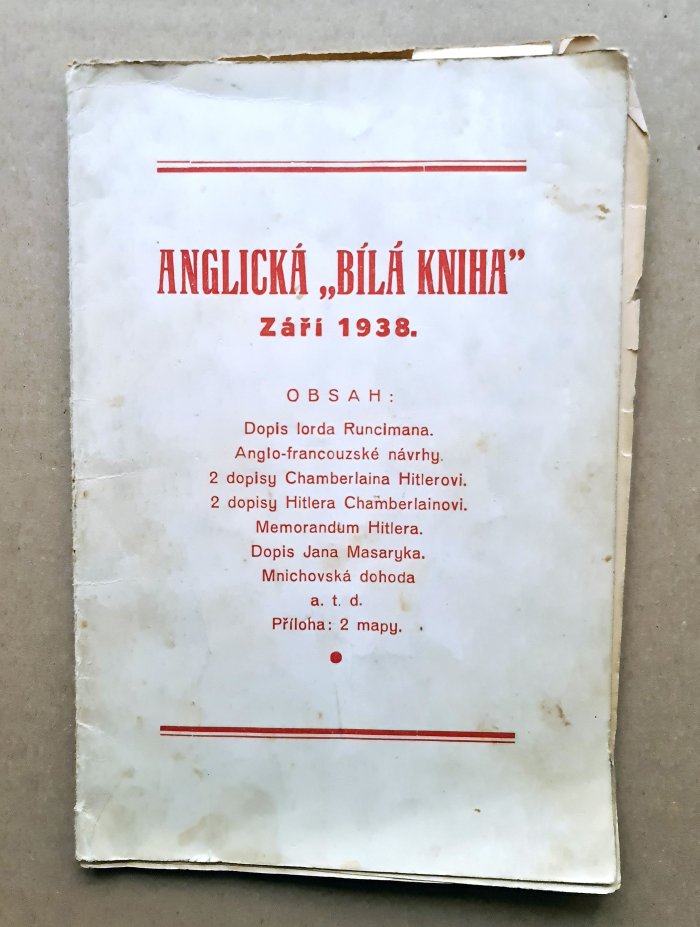 ANGLICKÁ „BÍLÁ KNIHA”
Září 1938.
OBSAH:
Dopis lorda Runcimana.
Anglo-francouzské návrhy.
2 dopisy Chamberlaina Hitlerovi.
2 dopisy Hitlera Chamberlainovi.
Memorandum Hitlera.
Dopis Jana Masaryka.
Mnichovská dohoda
a. t. d.
Příloha: 2 mapy.